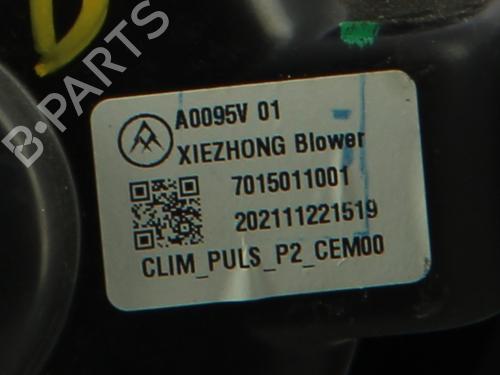 B-PARTS
A0095V 01
XIEZHONG Blower
7015011001
202111221519
CLIM_PULS_P2_CEM00